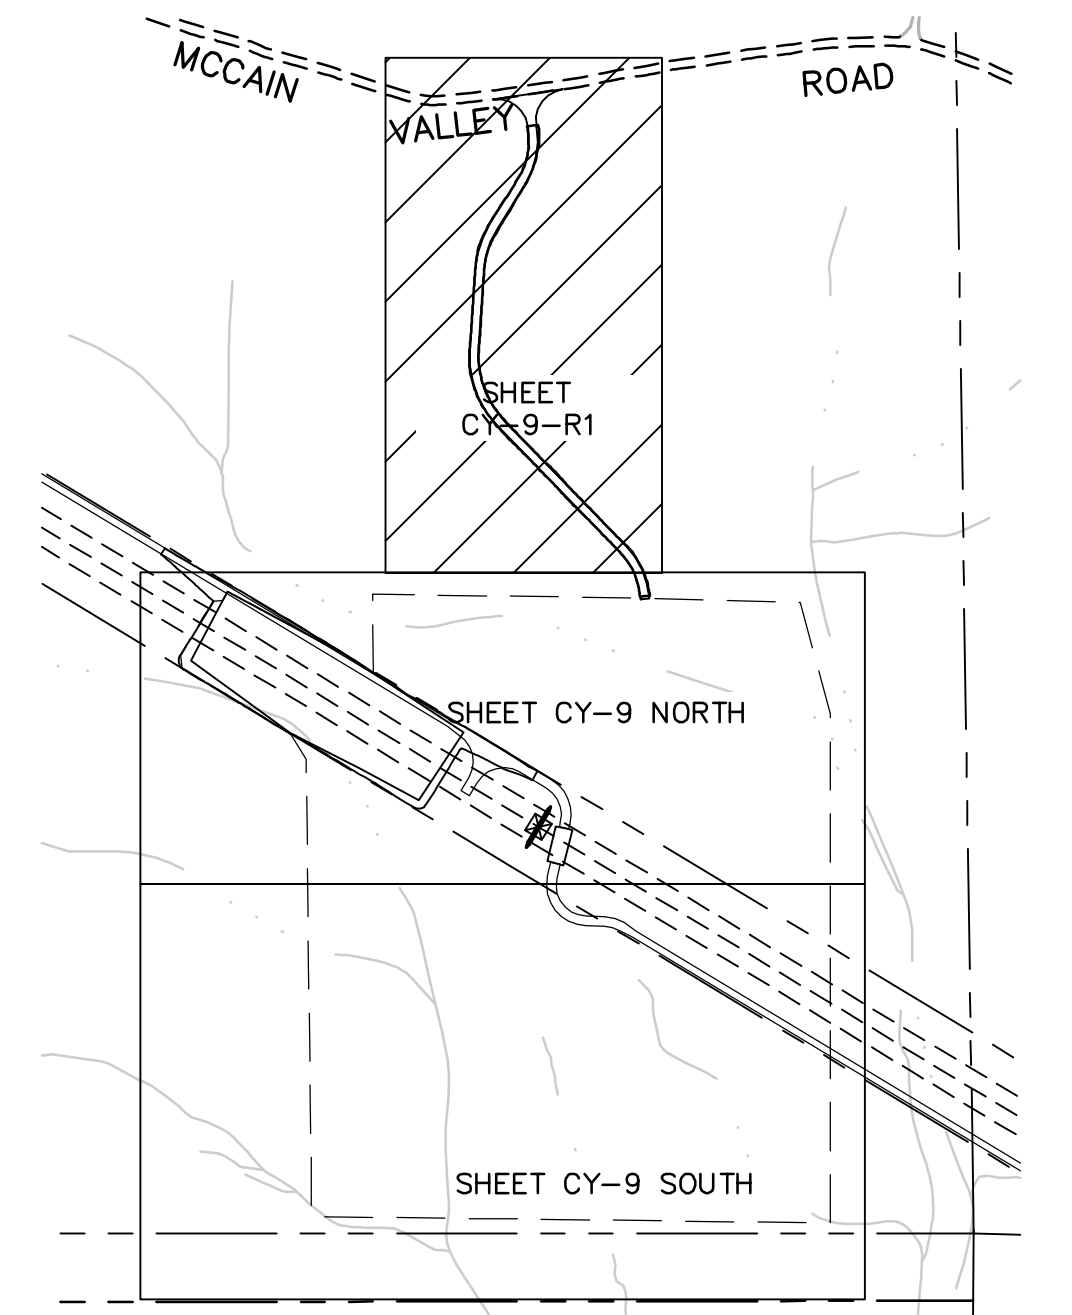 MCCAIN
VALLEY
ROAD
SHEET
CY-9-R1
SHEET CY-9 NORTH
SHEET CY-9 SOUTH